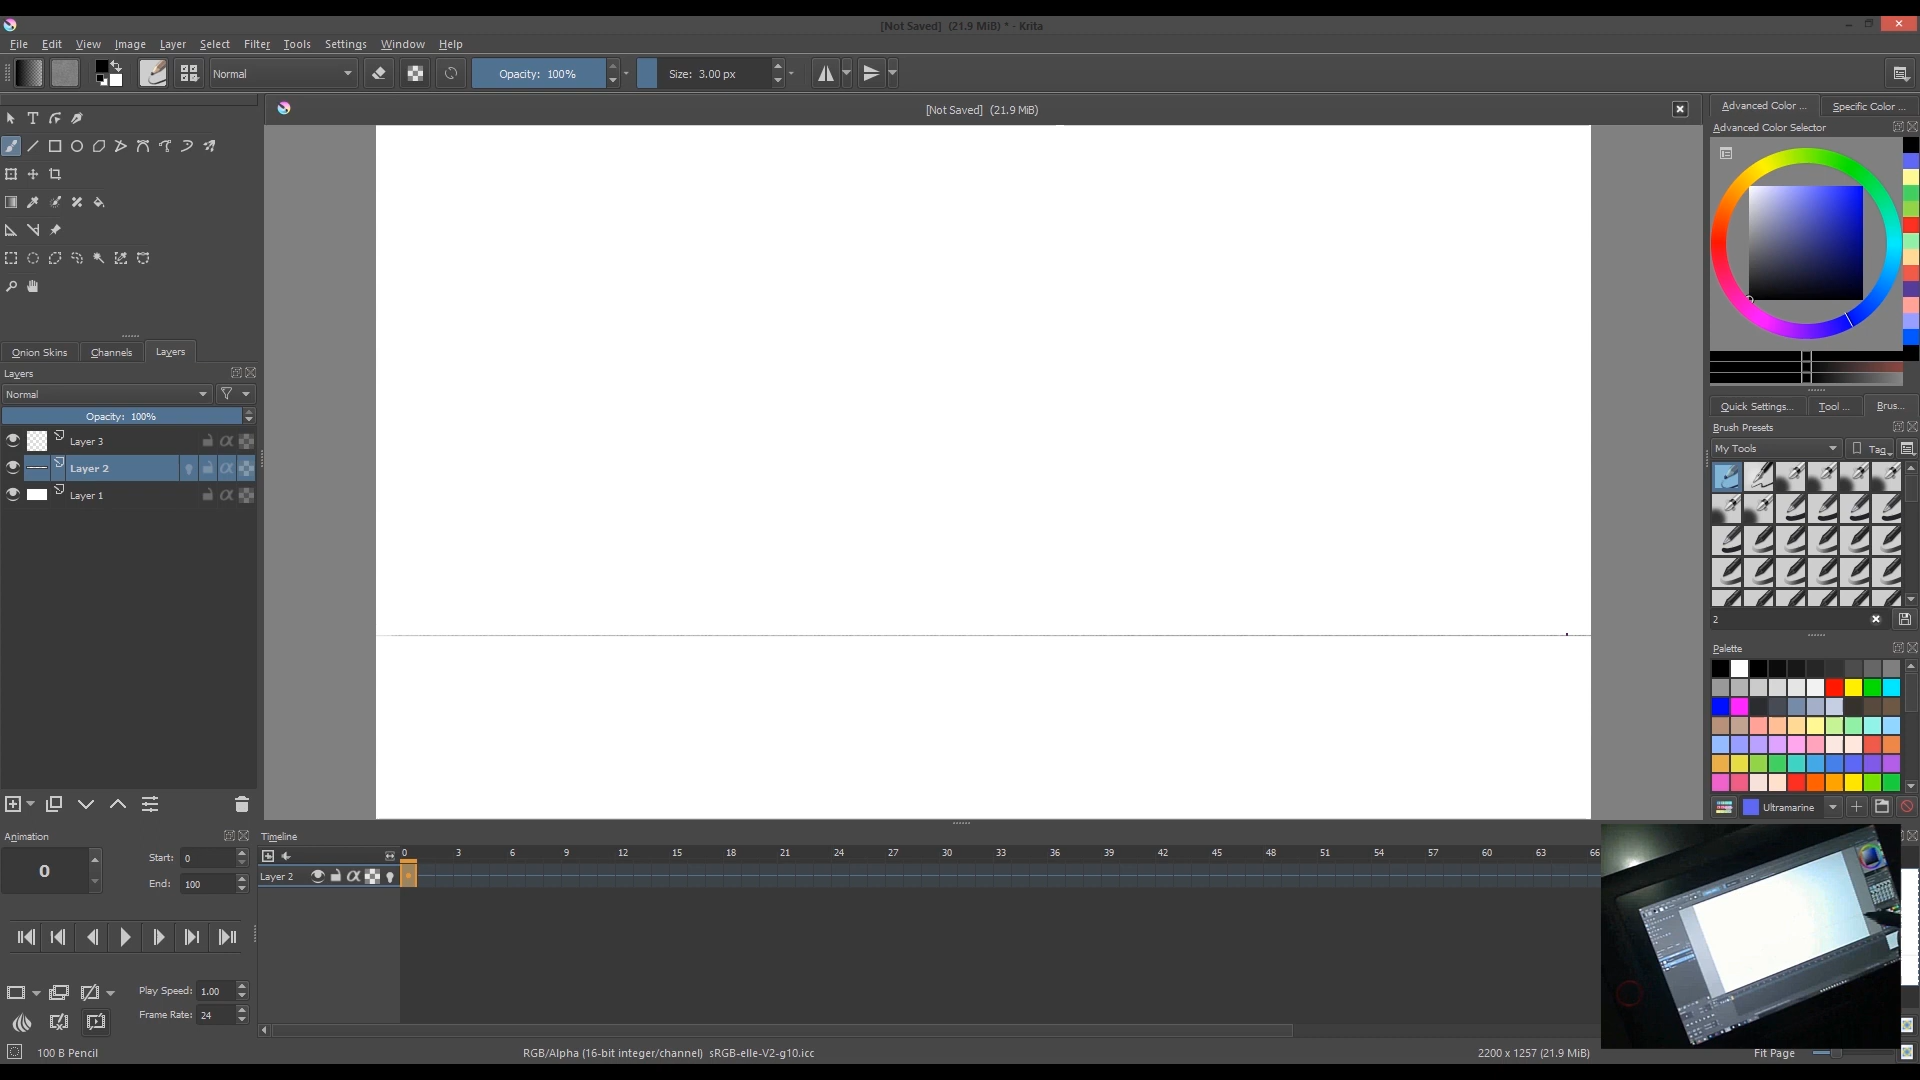 [Not Saved]  (21.9 MiB) * - Krita
File Edit View Image Layer Select Filter Tools Settings Window Help
Normal Opacity: 100% Size: 3.00 px
[Not Saved]  (21.9 MiB)
Advanced Color ... Specific Color ...
Advanced Color Selector
Onion Skins Channels Layers
Layers
Normal
Opacity: 100%
Layer 3
Layer 2
Layer 1
Quick Settings... Tool ... Brus...
Brush Presets
My Tools Tag
2
Palette
Ultramarine
Animation
0
Start: 0
End: 100
Play Speed: 1.00
Frame Rate: 24
Timeline
0 3 6 9 12 15 18 21 24 27 30 33 36 39 42 45 48 51 54 57 60 63 66
Layer 2
100 B Pencil
RGB/Alpha (16-bit integer/channel)  sRGB-elle-V2-g10.icc
2200 x 1257 (21.9 MiB)
Fit Page